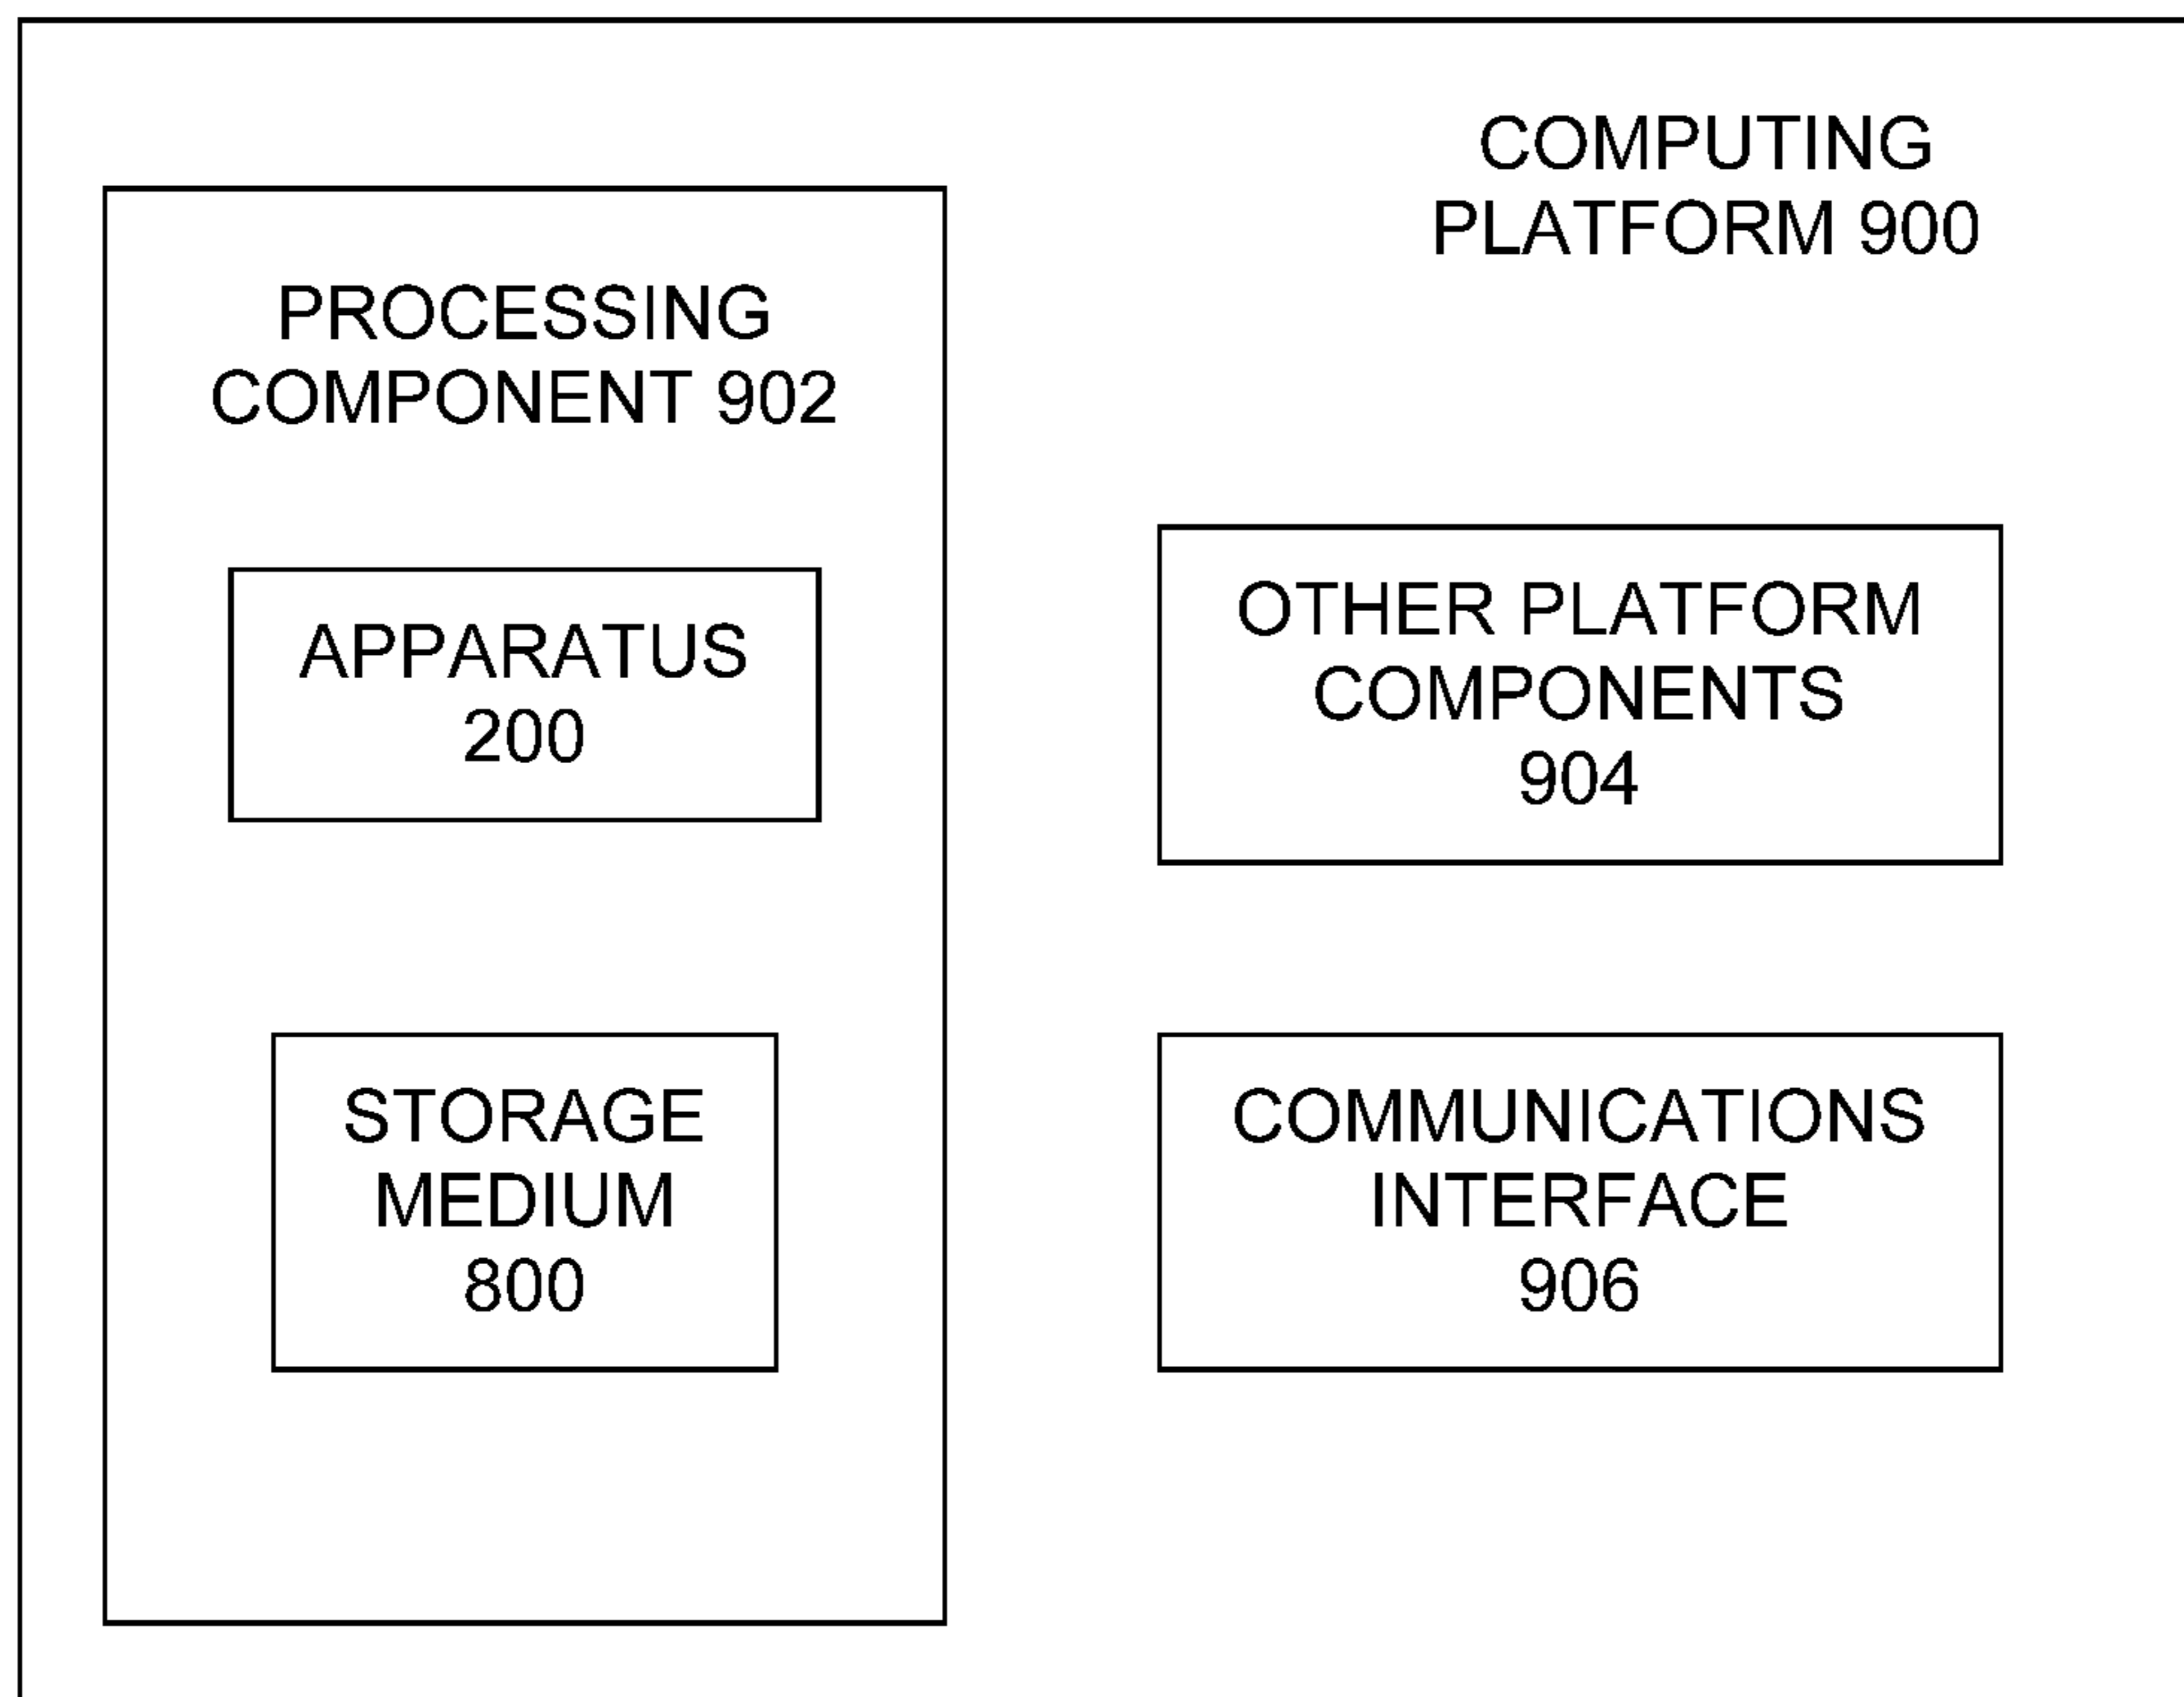 COMPUTING
PLATFORM 900
PROCESSING
COMPONENT 902
APPARATUS
200
STORAGE
MEDIUM
800
OTHER PLATFORM
COMPONENTS
904
COMMUNICATIONS
INTERFACE
906